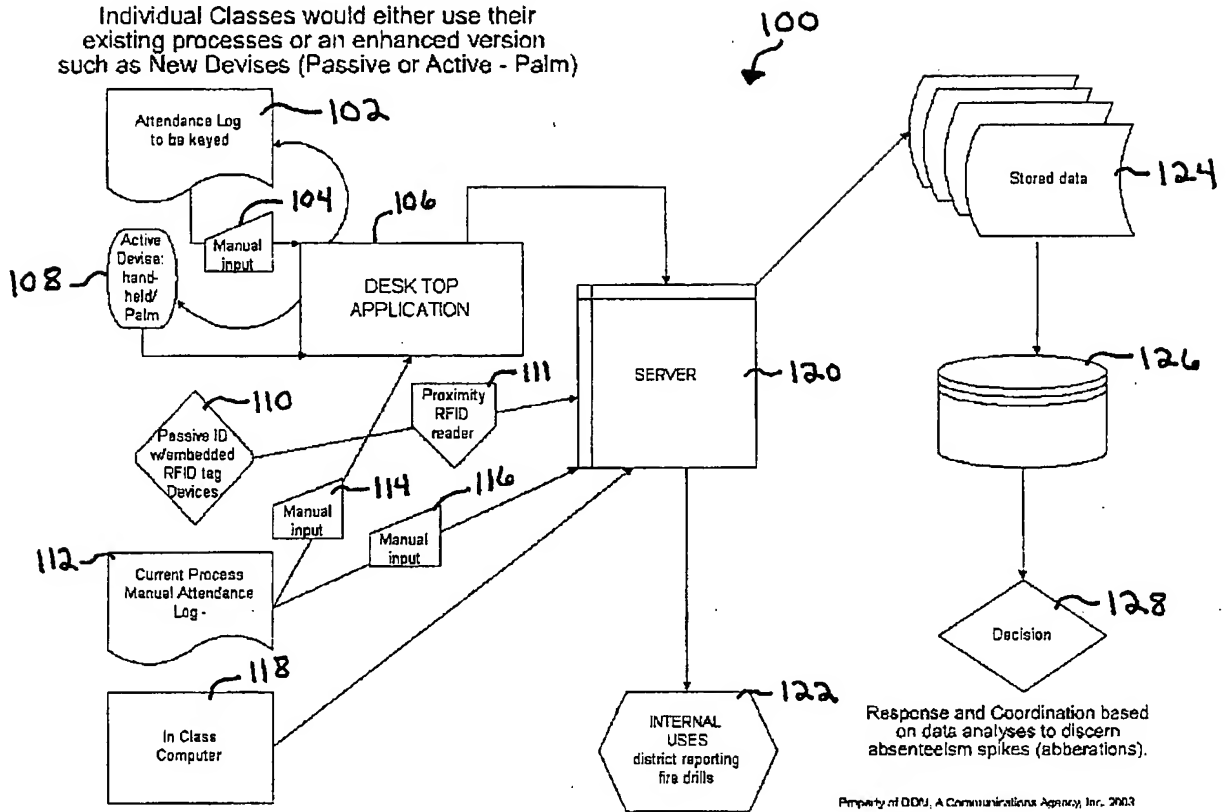 Individual Classes would either use their
existing processes or an enhanced version
such as New Devises (Passive or Active - Palm)
100
102
Attendance Log
to be keyed
104
Manual
input
106
DESKTOP
APPLICATION
108
Active
Devise:
hand-
held/
Palm
110
Passive ID
w/embedded
RFID tag
Devices
111
Proximity
RFID
reader
112
Current Process
Manual Attendance
Log -
114
Manual
input
116
Manual
input
118
In Class
Computer
SERVER
120
INTERNAL
USES
district reporting
fire drills
122
Stored data
124
126
Decision
128
Response and Coordination based
on data analyses to discern
absenteeism spikes (abberations).
Property of DDN, A Communications Agency, Inc. 2003